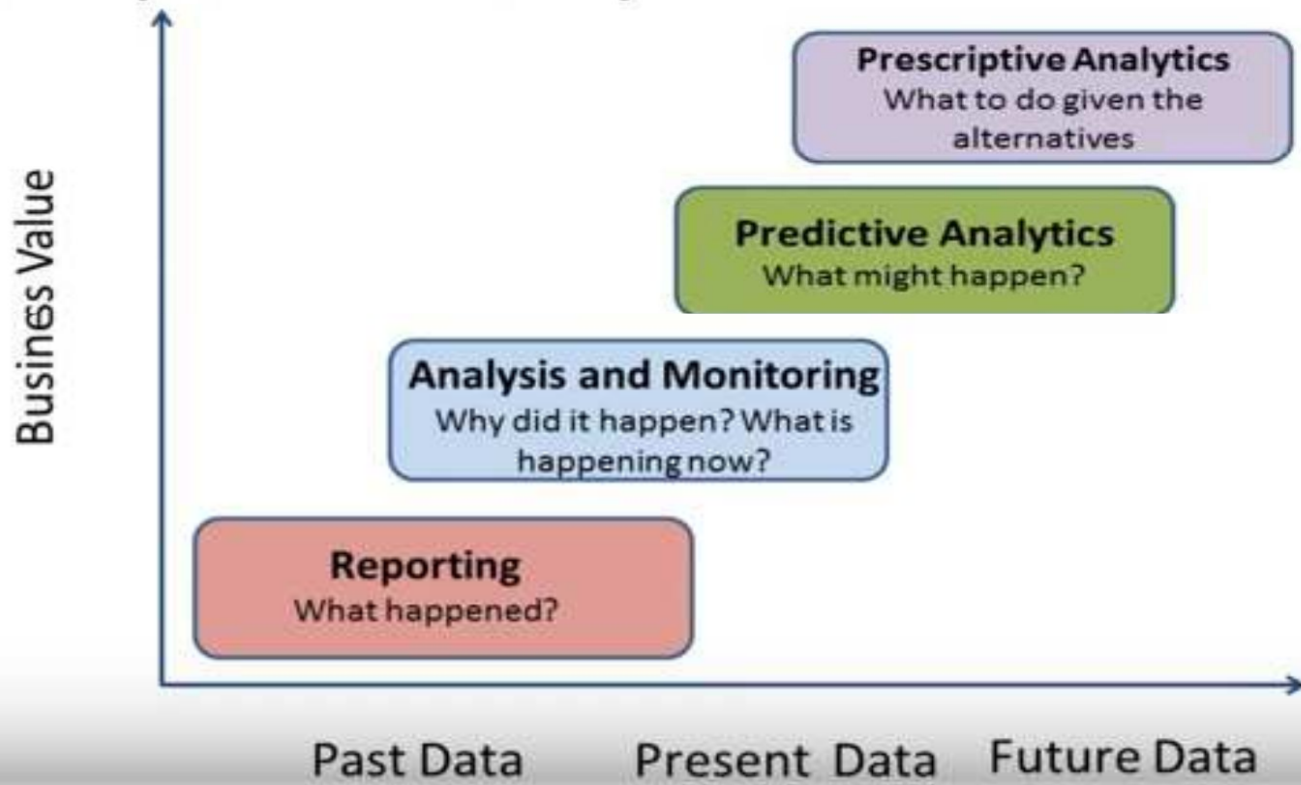 Prescriptive Analytics
What to do given the
alternatives
Predictive Analytics
What might happen?
Analysis and Monitoring
Why did it happen? What is
happening now?
Reporting
What happened?
Business Value
Past Data Present Data Future Data